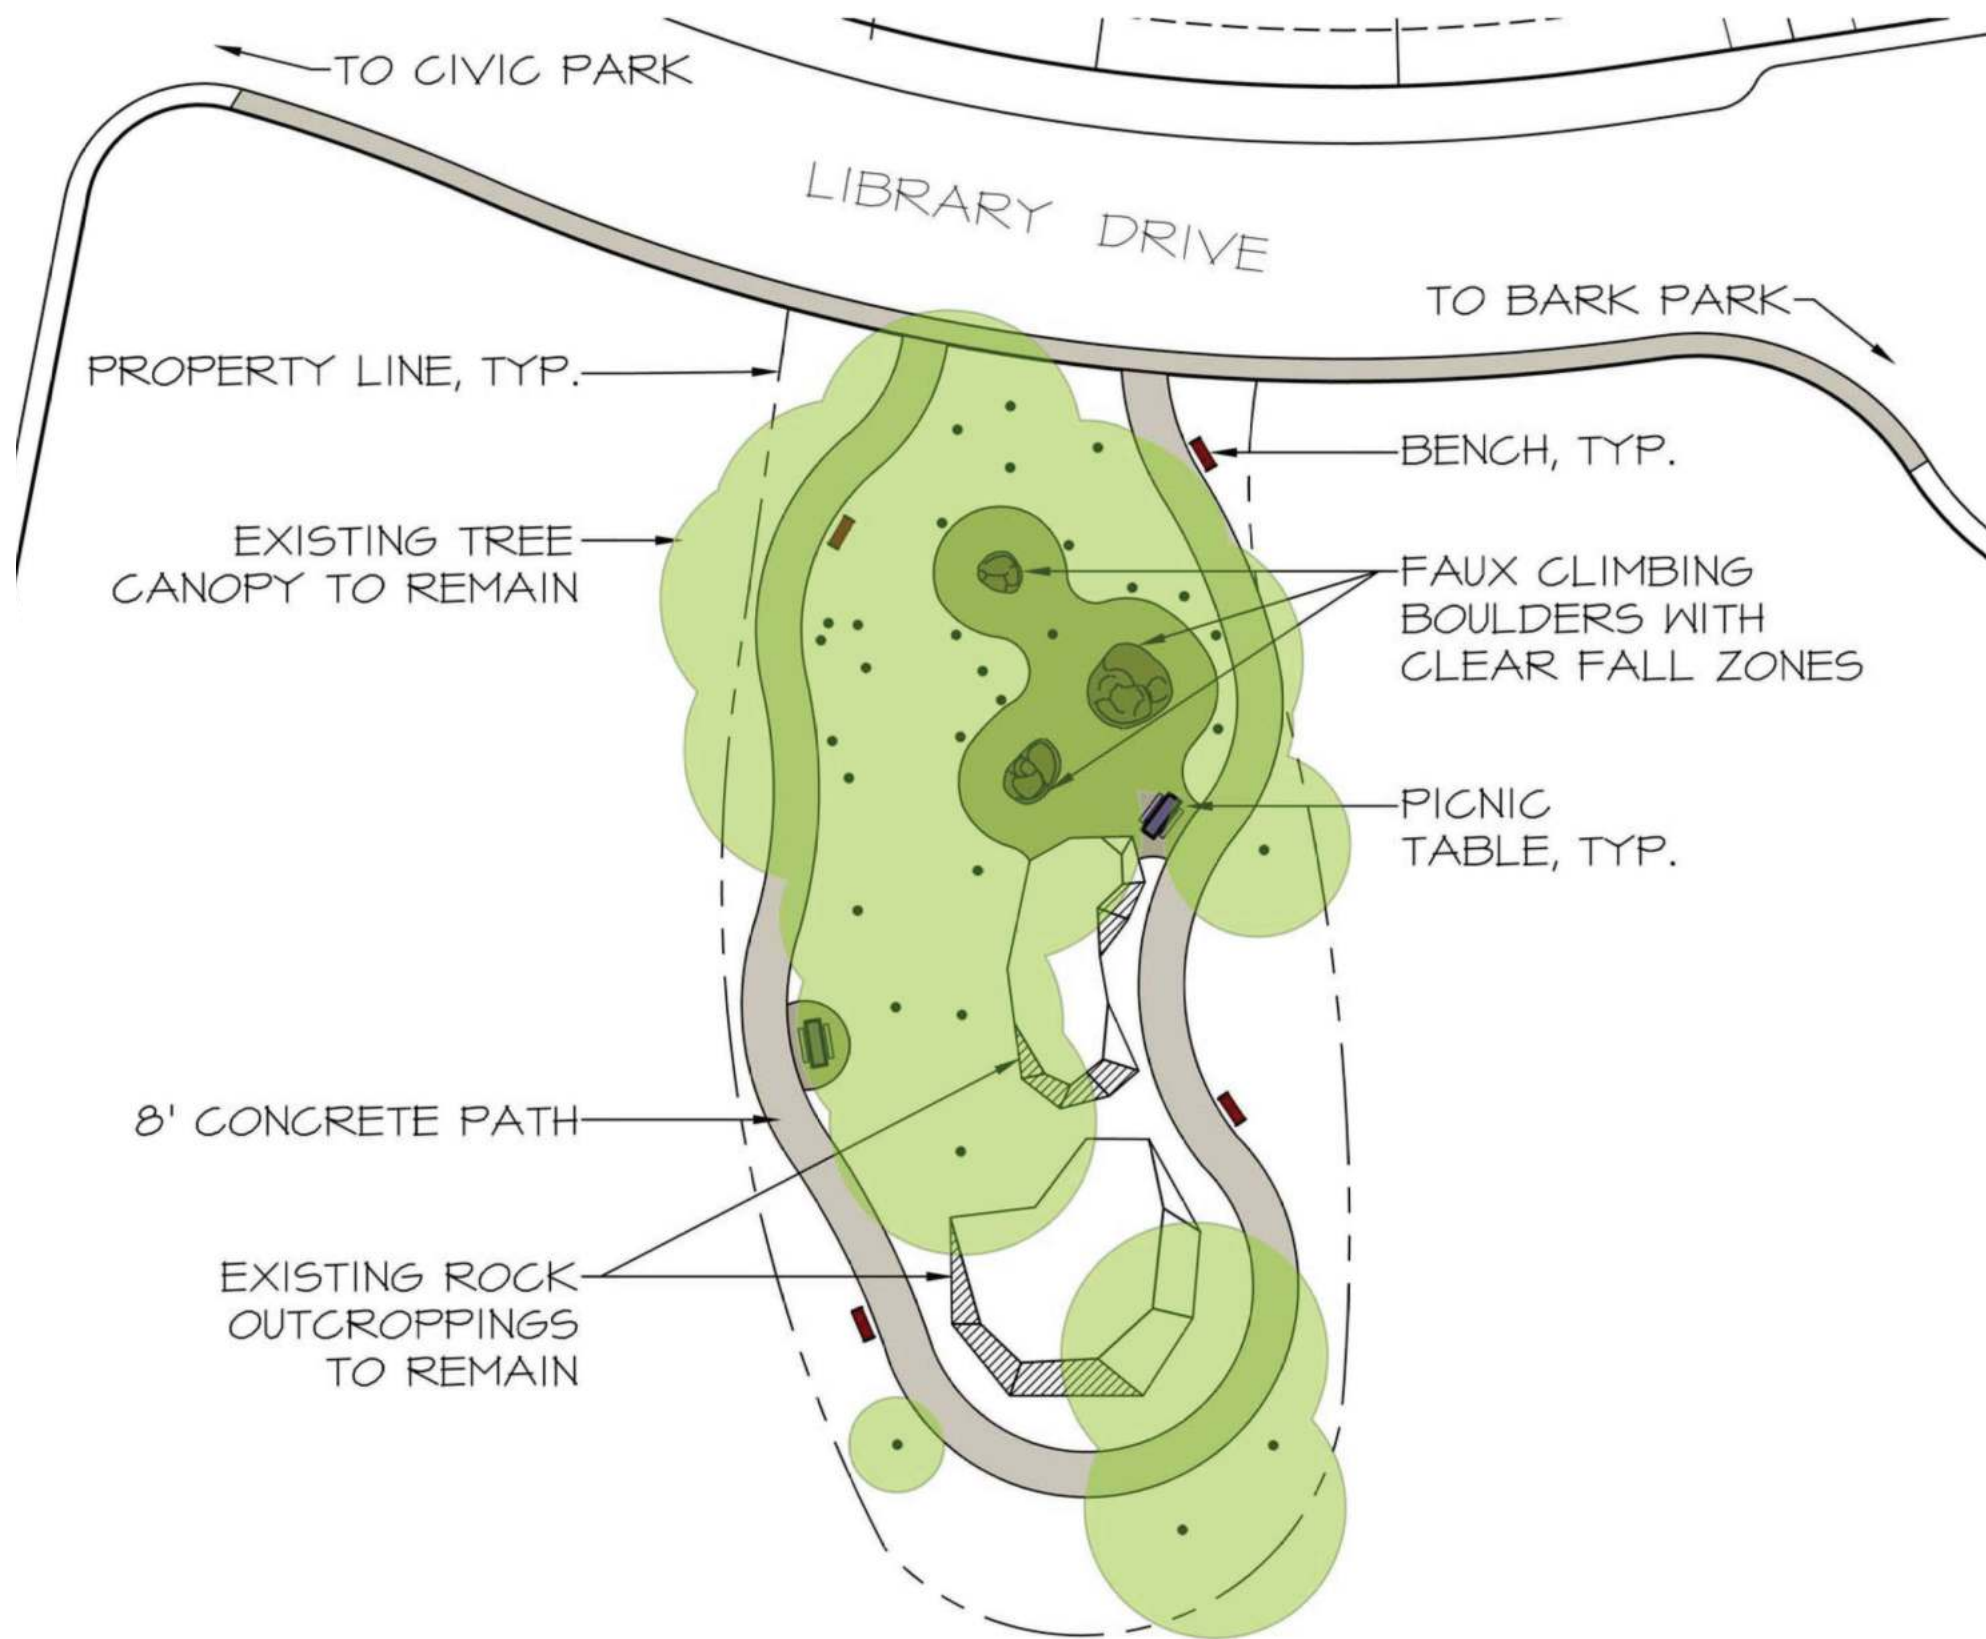 TO CIVIC PARK
LIBRARY DRIVE
TO BARK PARK
PROPERTY LINE, TYP.
BENCH, TYP.
EXISTING TREE
CANOPY TO REMAIN
FAUX CLIMBING
BOULDERS WITH
CLEAR FALL ZONES
PICNIC
TABLE, TYP.
8' CONCRETE PATH
EXISTING ROCK
OUTCROPPINGS
TO REMAIN